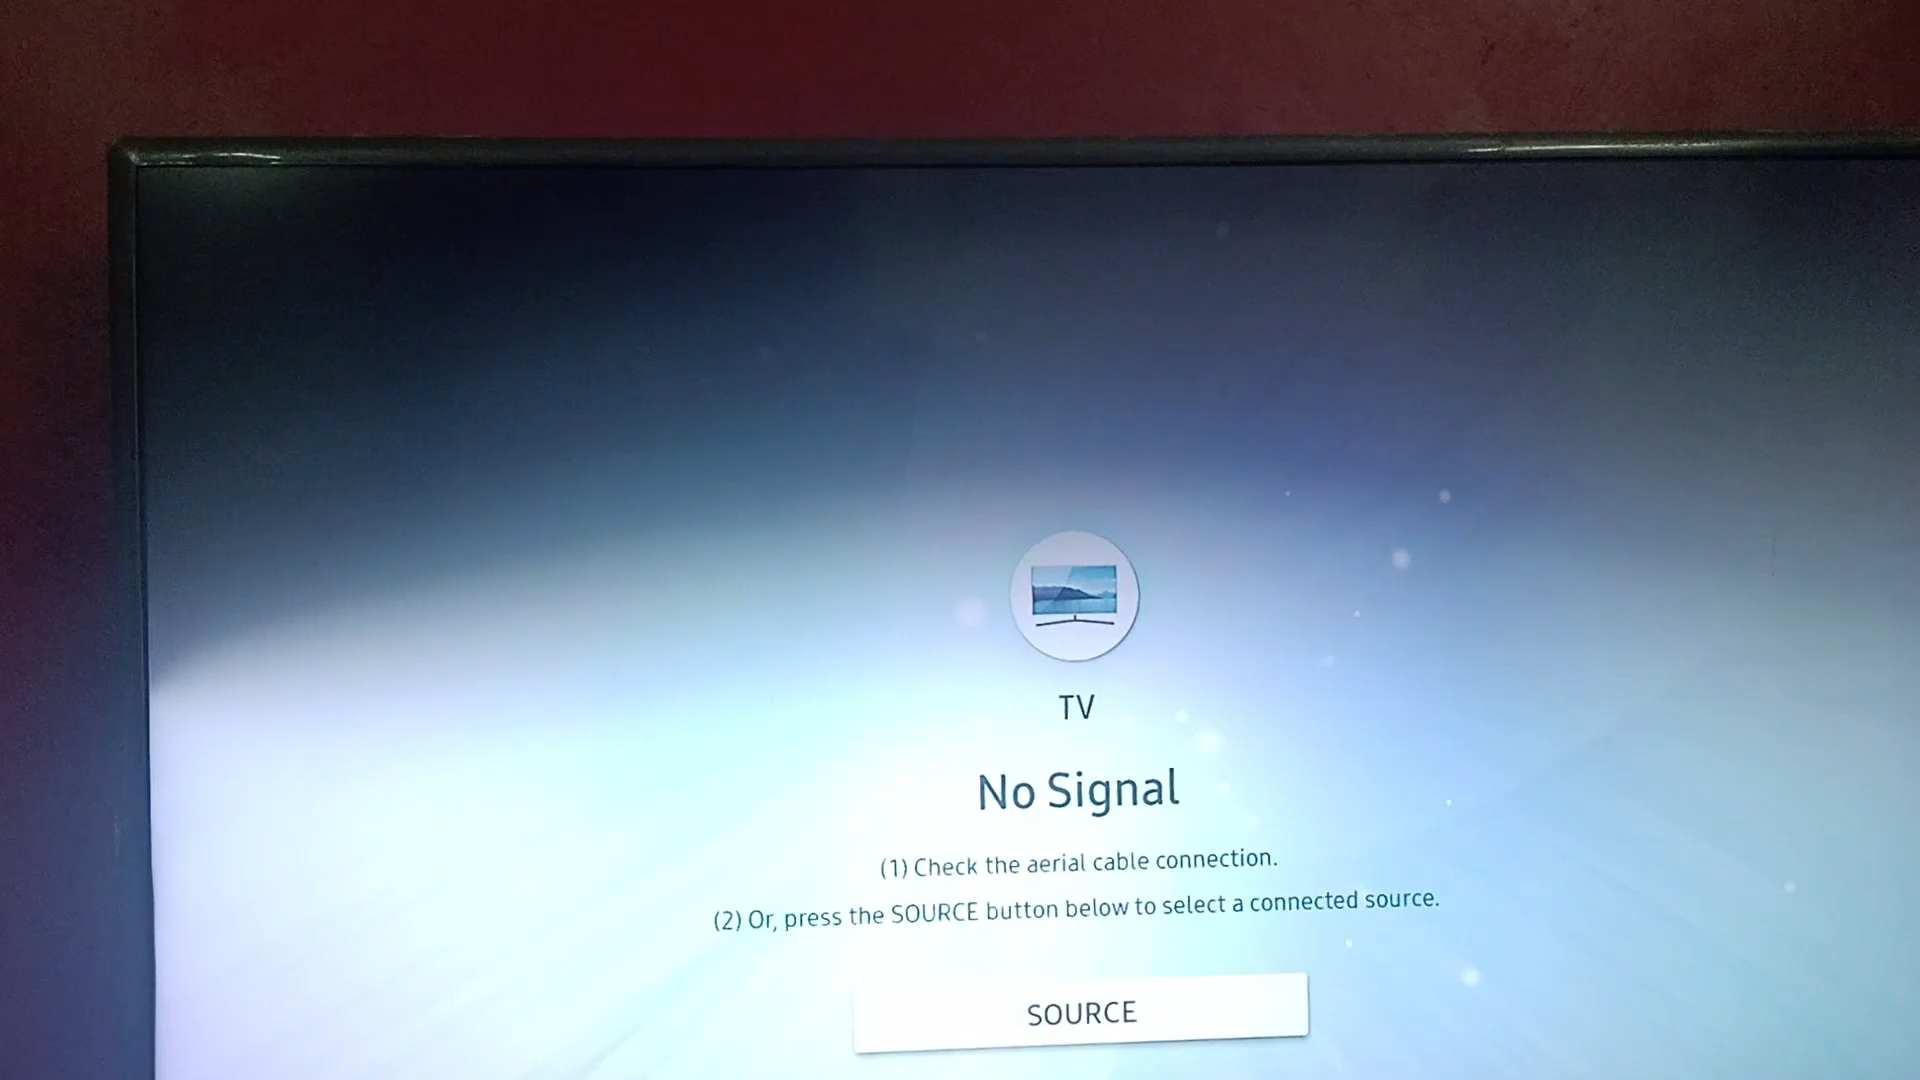 TV
No Signal
(1) Check the aerial cable connection.
(2) Or, press the SOURCE button below to select a connected source.
SOURCE